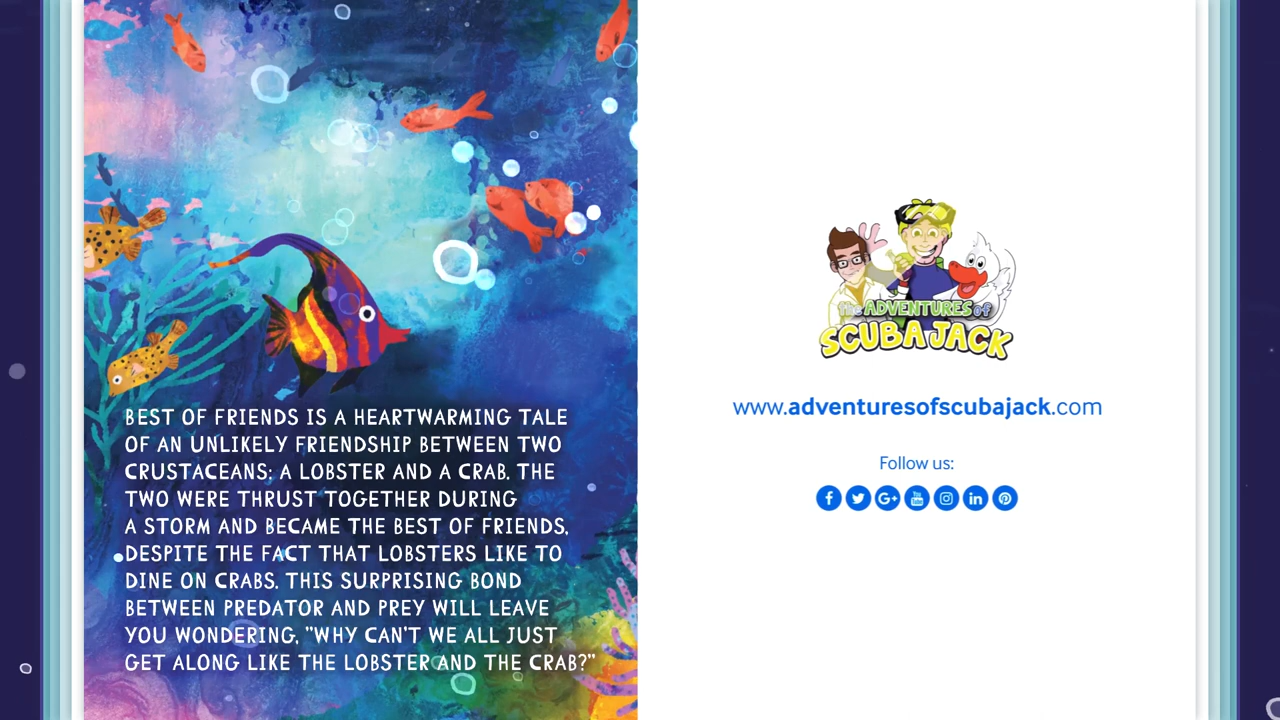 BEST OF FRIENDS IS A HEARTWARMING TALE
OF AN UNLIKELY FRIENDSHIP BETWEEN TWO
CRUSTACEANS: A LOBSTER AND A CRAB. THE
TWO WERE THRUST TOGETHER DURING
A STORM AND BECAME THE BEST OF FRIENDS,
DESPITE THE FACT THAT LOBSTERS LIKE TO
DINE ON CRABS. THIS SURPRISING BOND
BETWEEN PREDATOR AND PREY WILL LEAVE
YOU WONDERING, "WHY CAN'T WE ALL JUST
GET ALONG LIKE THE LOBSTER AND THE CRAB?"
the ADVENTURES of
SCUBA JACK
www.adventuresofscubajack.com
Follow us:
You Tube